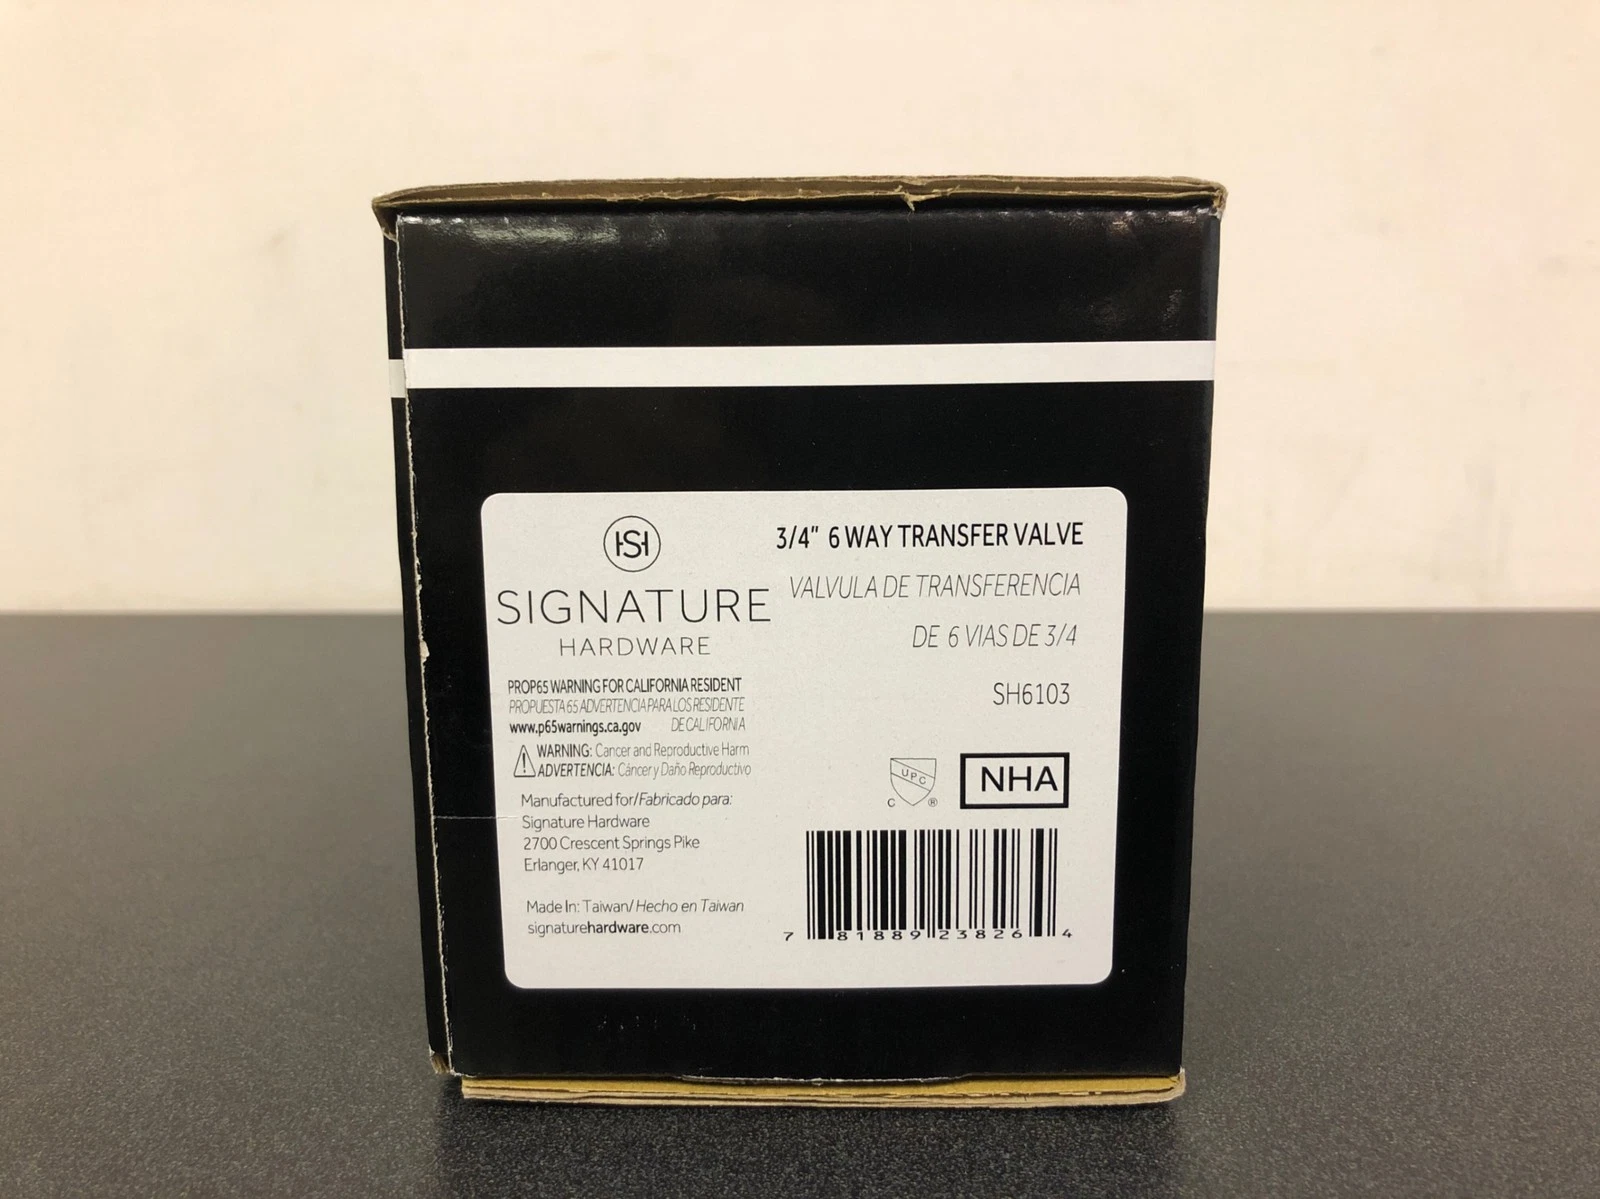 HSH
SIGNATURE
HARDWARE
3/4" 6 WAY TRANSFER VALVE
VALVULA DE TRANSFERENCIA
DE 6 VIAS DE 3/4
SH6103
PROP65 WARNING FOR CALIFORNIA RESIDENT
PROPUESTA 65 ADVERTENCIA PARA LOS RESIDENTE
www.p65warnings.ca.gov DE CALIFORNIA
! WARNING: Cancer and Reproductive Harm
ADVERTENCIA: Cáncer y Daño Reproductivo
Manufactured for/Fabricado para:
Signature Hardware
2700 Crescent Springs Pike
Erlanger, KY 41017
Made In: Taiwan/ Hecho en Taiwan
signaturehardware.com
UPC
C ®
NHA
7 81889 23826 4